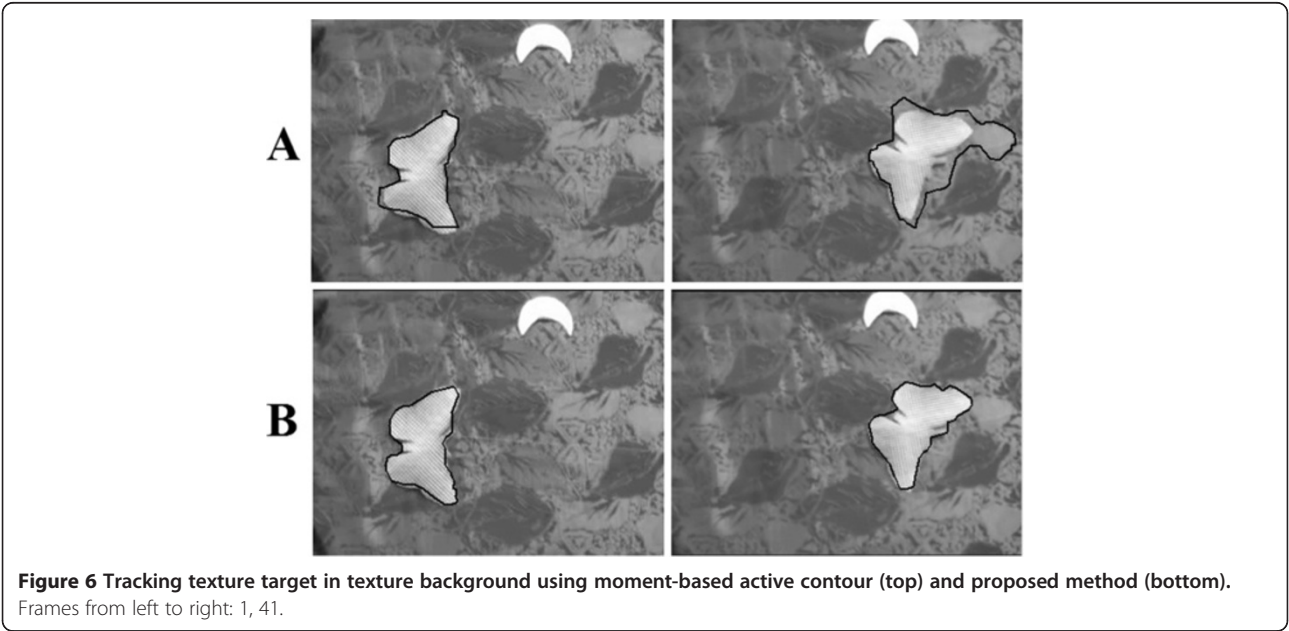 A
B
Figure 6 Tracking texture target in texture background using moment-based active contour (top) and proposed method (bottom).
Frames from left to right: 1, 41.